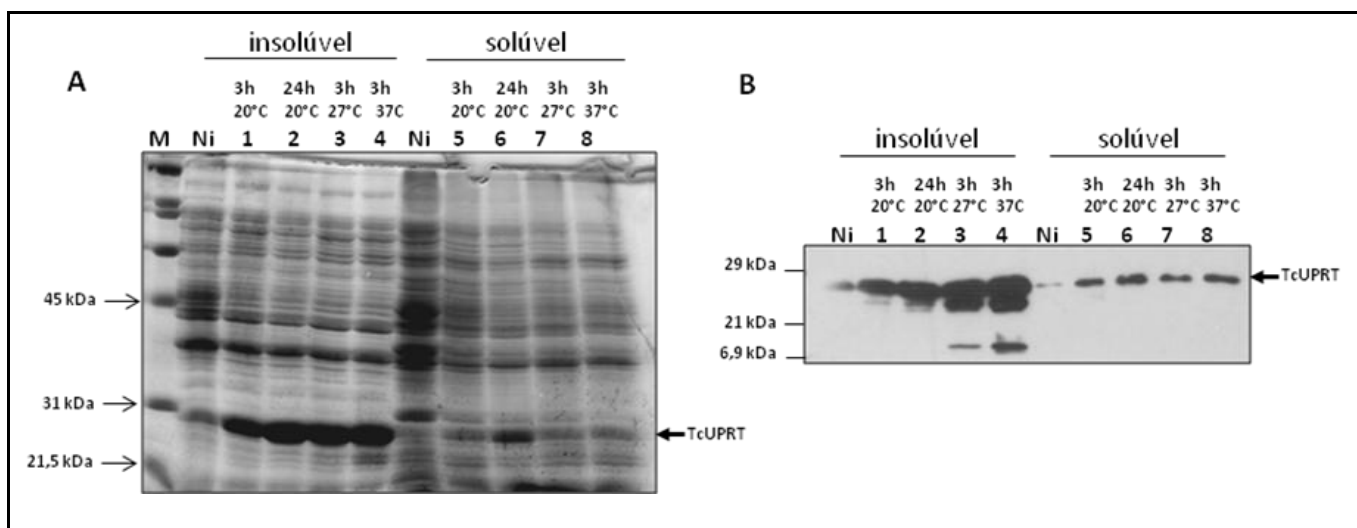 A
insolúvel solúvel
3h 24h 3h 3h 3h 24h 3h 3h
20°C 20°C 27°C 37C 20°C 20°C 27°C 37°C
M Ni 1 2 3 4 Ni 5 6 7 8
45 kDa
31 kDa
21,5 kDa
TcUPRT
B
insolúvel solúvel
3h 24h 3h 3h 3h 24h 3h 3h
20°C 20°C 27°C 37C 20°C 20°C 27°C 37°C
Ni 1 2 3 4 Ni 5 6 7 8
29 kDa
21 kDa
6,9 kDa
TcUPRT